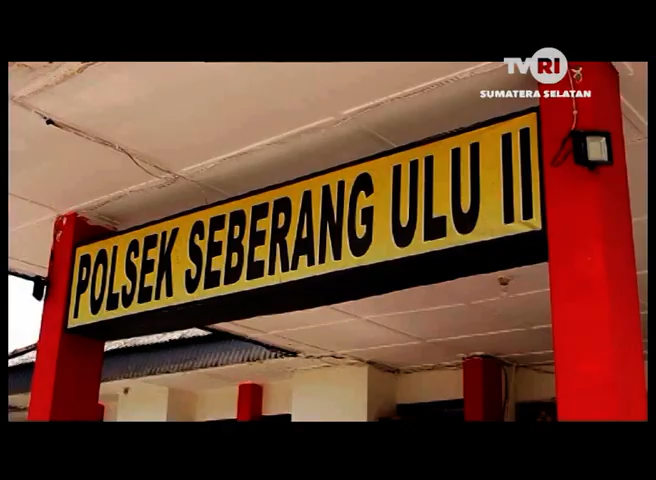 TVRI
SUMATERA SELATAN
POLSEK SEBERANG ULU II